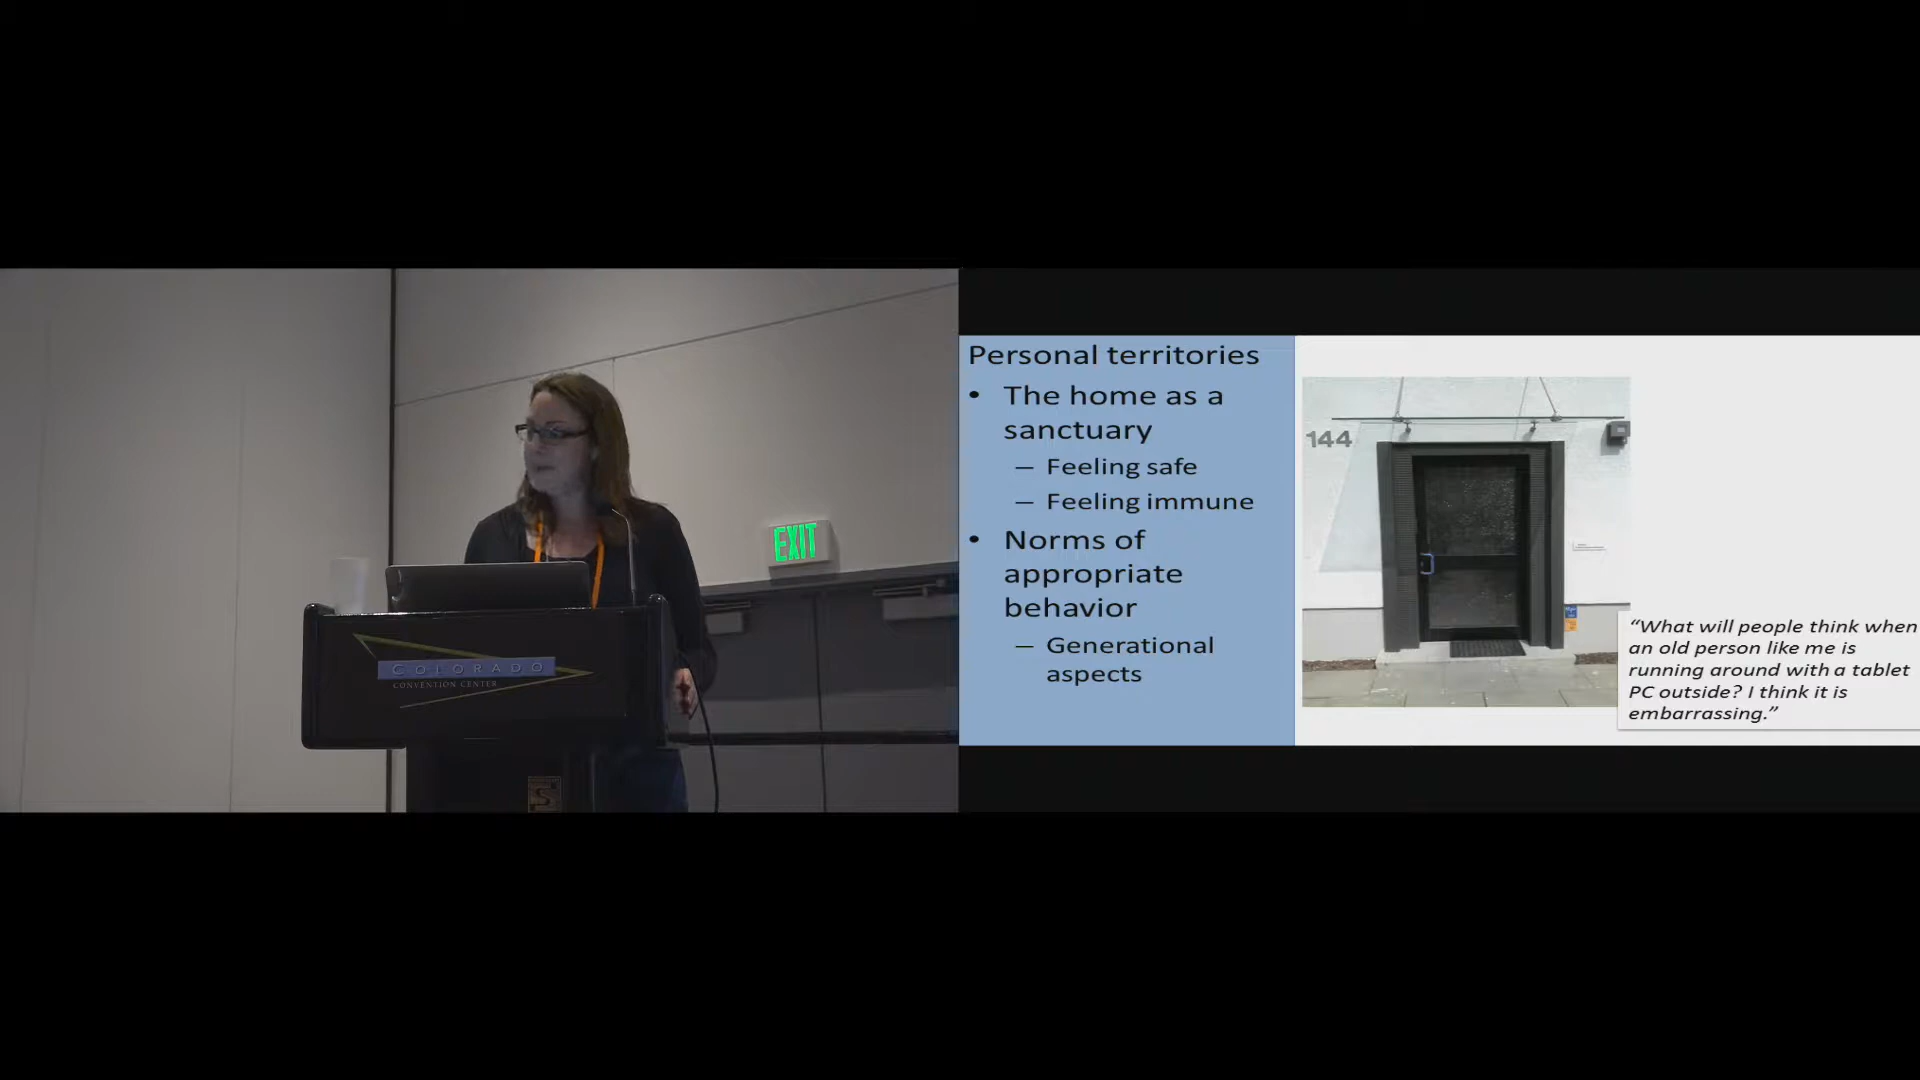 EXIT
COLORADO
CONVENTION CENTER
Personal territories
• The home as a
sanctuary
– Feeling safe
– Feeling immune
• Norms of
appropriate
behavior
– Generational
aspects
144
“What will people think when
an old person like me is
running around with a tablet
PC outside? I think it is
embarrassing.”